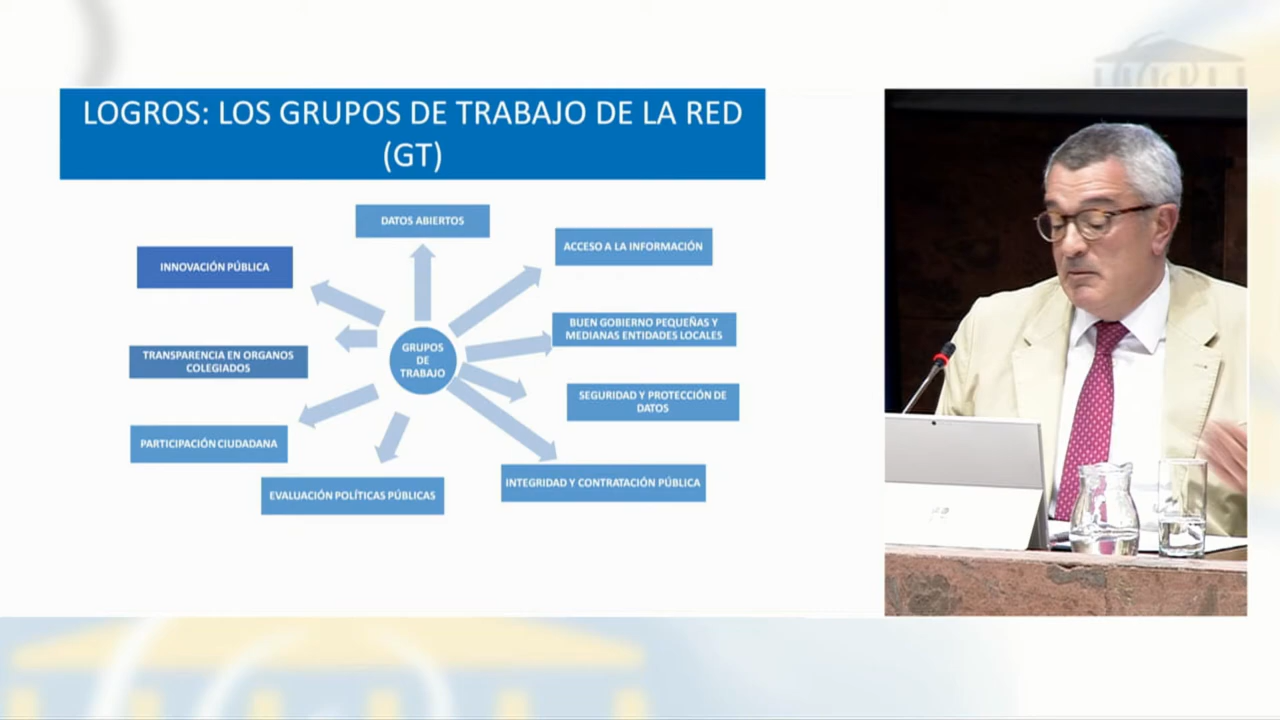 LOGROS: LOS GRUPOS DE TRABAJO DE LA RED
(GT)
DATOS ABIERTOS
ACCESO A LA INFORMACIÓN
INNOVACIÓN PÚBLICA
BUEN GOBIERNO PEQUEÑAS Y
MEDIANAS ENTIDADES LOCALES
GRUPOS
DE
TRABAJO
TRANSPARENCIA EN ORGANOS
COLEGIADOS
SEGURIDAD Y PROTECCIÓN DE
DATOS
PARTICIPACIÓN CIUDADANA
INTEGRIDAD Y CONTRATACIÓN PÚBLICA
EVALUACIÓN POLÍTICAS PÚBLICAS